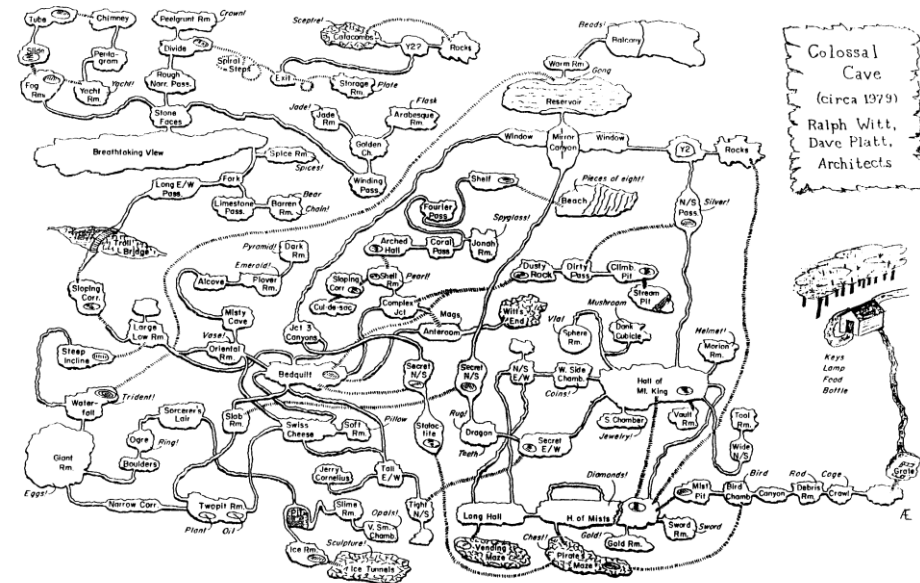 Tube
Chimney
Peelgrunt Rm.
Crown!
Slide
Penta-
gram
Divide
Spiral
Steps
Fog
Rm.
Yacht
Rm.
Yacht!
Rough
Narr. Pass.
Stone
Faces
Sceptre!
Catacombs
Y2?
Rocks
Exit
Storage
Rm.
Plate
Beads!
Balcony
Warm Rm
Gong
Reservoir
Colossal
Cave
(circa 1979)
Ralph Witt,
Dave Platt,
Architects
Breathtaking View
Spice Rm.
Spices!
Jade!
Jade
Rm
Flask
Arabesque
Rm.
Golden
Ch.
Winding
Pass.
Window
Mirror
Canyon
Window
Y2
Rocks
Long E/W
Pass.
Fork
Limestone
Pass.
Barren
Rm.
Bear
Chain!
Shelf
Pieces of eight!
Beach
Fourier
Pass
Spyglass!
N/S
Pass.
Silver!
Troll
Bridge
Sloping
Corr.
Pyramid!
Dark
Rm
Emerald!
Alcove
Plover
Rm.
Misty
Cave
Arched
Hall
Coral
Pass
Jonah
Rm.
Sloping
Corr
Shell
Rm
Pearl!
Cul-de-sac
Complex
Jct
Dusty
Rock
Dirty
Pass
Climb.
Pit
Stream
Pit
Large
Low Rm
Vase!
Oriental
Rm.
Jct 3
Canyons
Mags
Anteroom
Witt's
End
Mushroom
Vial
Sphere
Rm.
Dank
Cubicle
Helmet!
Morion
Rm.
Steep
Incline
Bedquilt
Secret
N/S
Secret
N/S
N/S
E/W
W. Side
Chamb.
Coins!
Hall of
Mt. King
Keys
Lamp
Food
Bottle
Water-
fall
Trident!
Sorcerer's
Lair
Slab
Rm.
Swiss
Cheese
Soft
Rm.
Pillow
Stalac
tite
Rug!
Dragon
Teeth
Secret
E/W
S. Chamber
Jewelry!
Vault
Rm.
Tool
Rm.
Wide
N/S
Giant
Rm.
Eggs!
Ogre
Ring!
Boulders
Jerry
Cornelius
Tall
E/W
Tight
N/S
Diamonds!
Mist
Pit
Bird
Bird
Chamb
Canyon
Rod
Debris
Rm.
Cage
Crawl
Grate
Narrow Corr.
Twopit Rm.
Plant!
Oil!
Pit
Slime
Rm.
Opals!
V. Sm.
Chamb
Long Hall
H. of Mists
Sword
Rm.
Sword
Gold!
Gold Rm.
Ice Rm.
Sculpture!
Ice Tunnels
Vending
Maze
Chest!
Pirate's
Maze
Æ